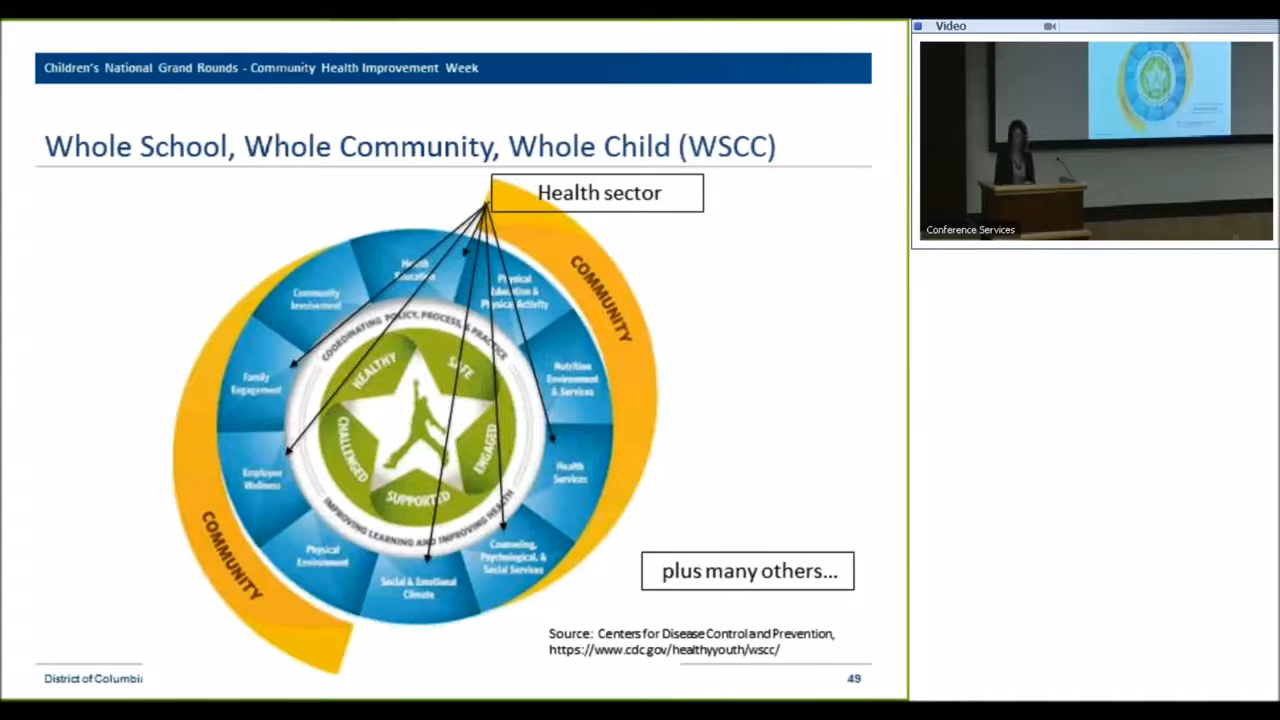 Children's National Grand Rounds - Community Health Improvement Week
Whole School, Whole Community, Whole Child (WSCC)
Health sector
COMMUNITY
Health
Education
Physical
Education &
Physical Activity
Nutrition
Environment
& Services
Health
Services
Counseling,
Psychological, &
Social Services
Social & Emotional
Climate
Physical
Environment
Employee
Wellness
Family
Engagement
Community
Involvement
COORDINATING POLICY, PROCESS, & PRACTICE
IMPROVING LEARNING AND IMPROVING HEALTH
HEALTHY
SAFE
ENGAGED
SUPPORTED
CHALLENGED
COMMUNITY
plus many others...
Source: Centers for Disease Control and Prevention,
https://www.cdc.gov/healthyyouth/wscc/
District of Columbia
49
Video
Conference Services